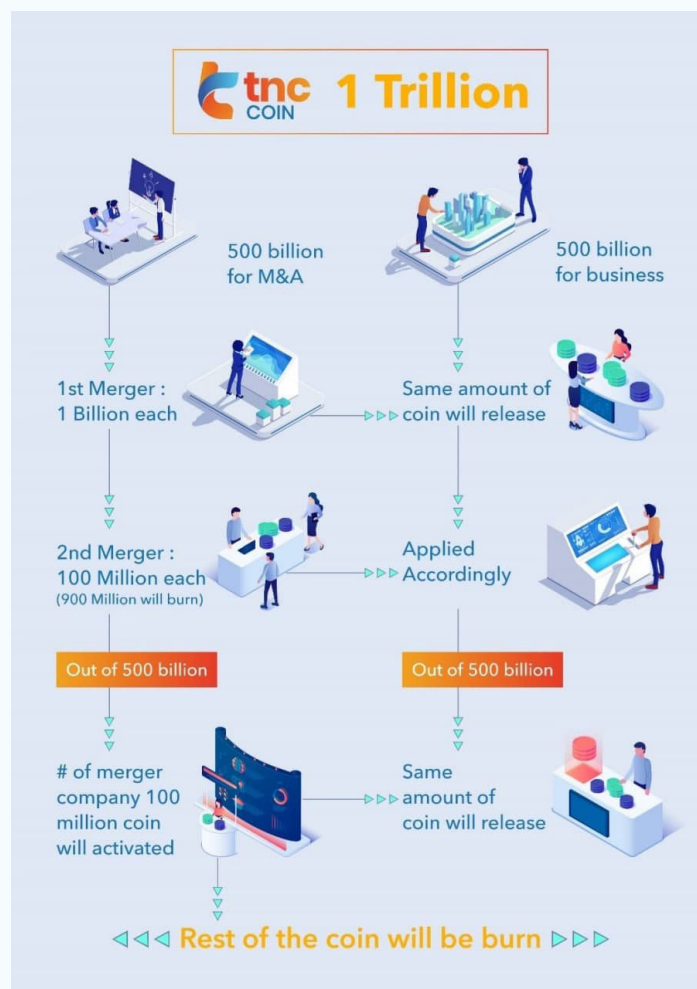 tnc
COIN
1 Trillion
500 billion
for M&A
500 billion
for business
1st Merger :
1 Billion each
Same amount of
coin will release
2nd Merger :
100 Million each
(900 Million will burn)
Applied
Accordingly
Out of 500 billion
Out of 500 billion
# of merger
company 100
million coin
will activated
Same
amount of
coin will release
Rest of the coin will be burn